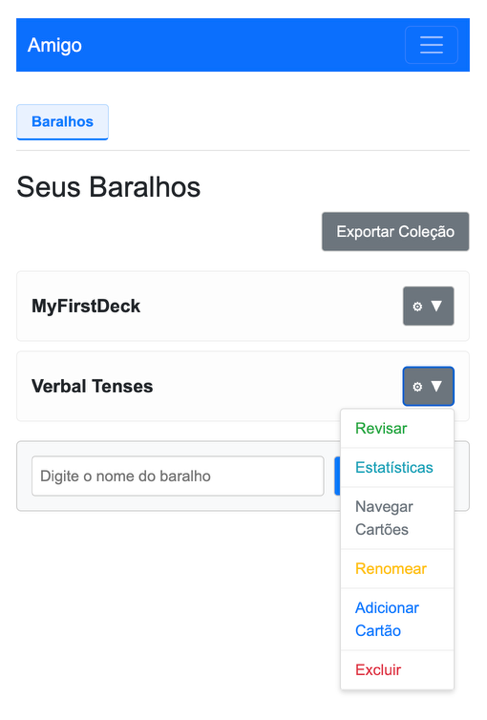 Amigo
Baralhos
Seus Baralhos
Exportar Coleção
MyFirstDeck
⚙ ▼
Verbal Tenses
⚙ ▼
Digite o nome do baralho
Revisar
Estatísticas
Navegar
Cartões
Renomear
Adicionar
Cartão
Excluir